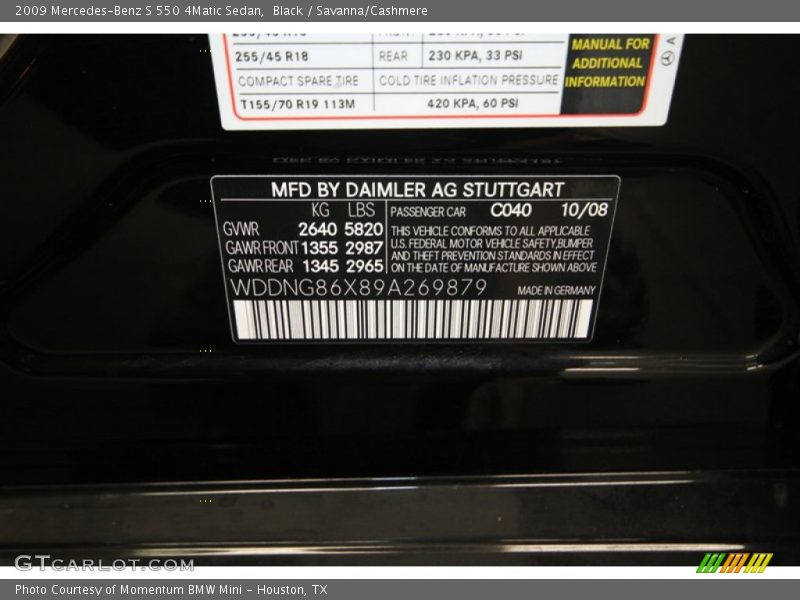 2009 Mercedes-Benz S 550 4Matic Sedan, Black / Savanna/Cashmere
255/45 R18 REAR 230 KPA, 33 PSI
COMPACT SPARE TIRE COLD TIRE INFLATION PRESSURE
T155/70 R19 113M 420 KPA, 60 PSI
MANUAL FOR
ADDITIONAL
INFORMATION
A
MFD BY DAIMLER AG STUTTGART
KG LBS
GVWR 2640 5820
GAWR FRONT 1355 2987
GAWR REAR 1345 2965
PASSENGER CAR C040 10/08
THIS VEHICLE CONFORMS TO ALL APPLICABLE
U.S. FEDERAL MOTOR VEHICLE SAFETY, BUMPER
AND THEFT PREVENTION STANDARDS IN EFFECT
ON THE DATE OF MANUFACTURE SHOWN ABOVE
WDDNG86X89A269879 MADE IN GERMANY
GTCARLOT.COM
Photo Courtesy of Momentum BMW Mini - Houston, TX